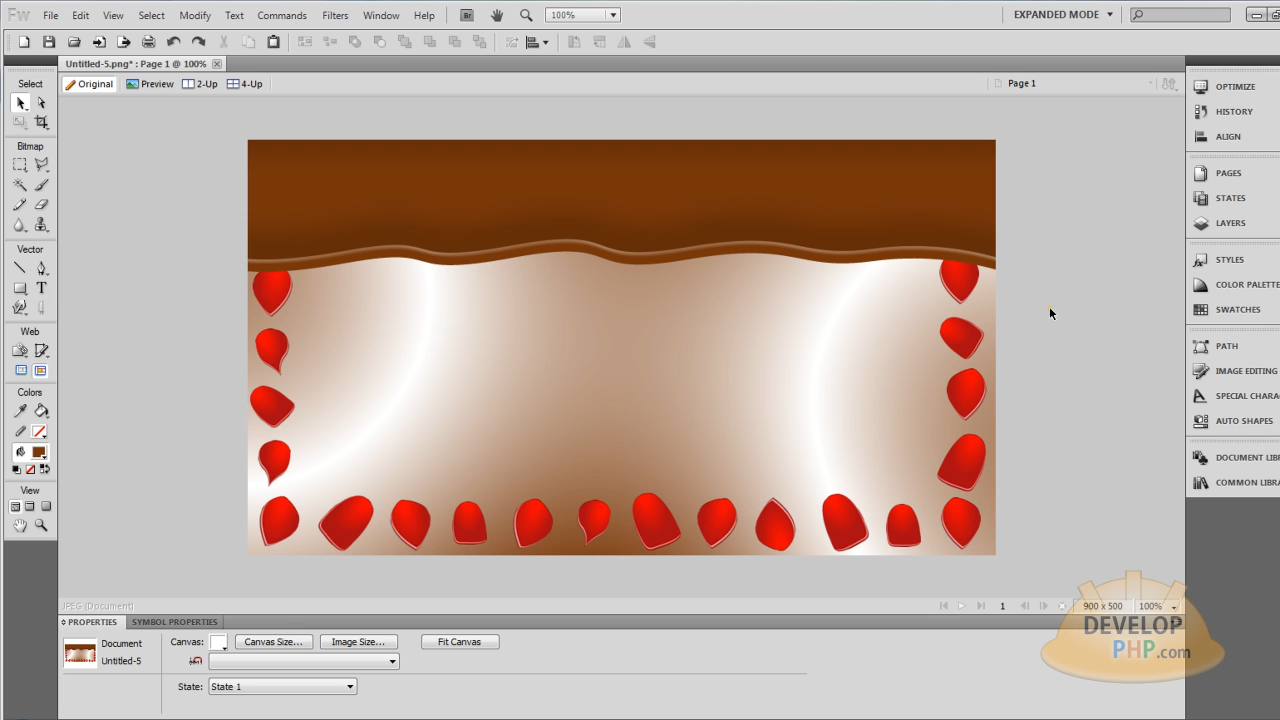 Fw File Edit View Select Modify Text Commands Filters Window Help Br 100% EXPANDED MODE
Untitled-5.png* : Page 1 @ 100%
Original Preview 2-Up 4-Up Page 1
Select
Bitmap
Vector
T
Web
Colors
View
OPTIMIZE
HISTORY
ALIGN
PAGES
STATES
LAYERS
STYLES
COLOR PALETTE
SWATCHES
PATH
IMAGE EDITING
SPECIAL CHARA
AUTO SHAPES
DOCUMENT LIB
COMMON LIBRA
JPEG (Document) 1 900 x 500 100%
PROPERTIES SYMBOL PROPERTIES
Document Canvas: Canvas Size... Image Size... Fit Canvas
Untitled-5
State: State 1
DEVELOP
PHP.com